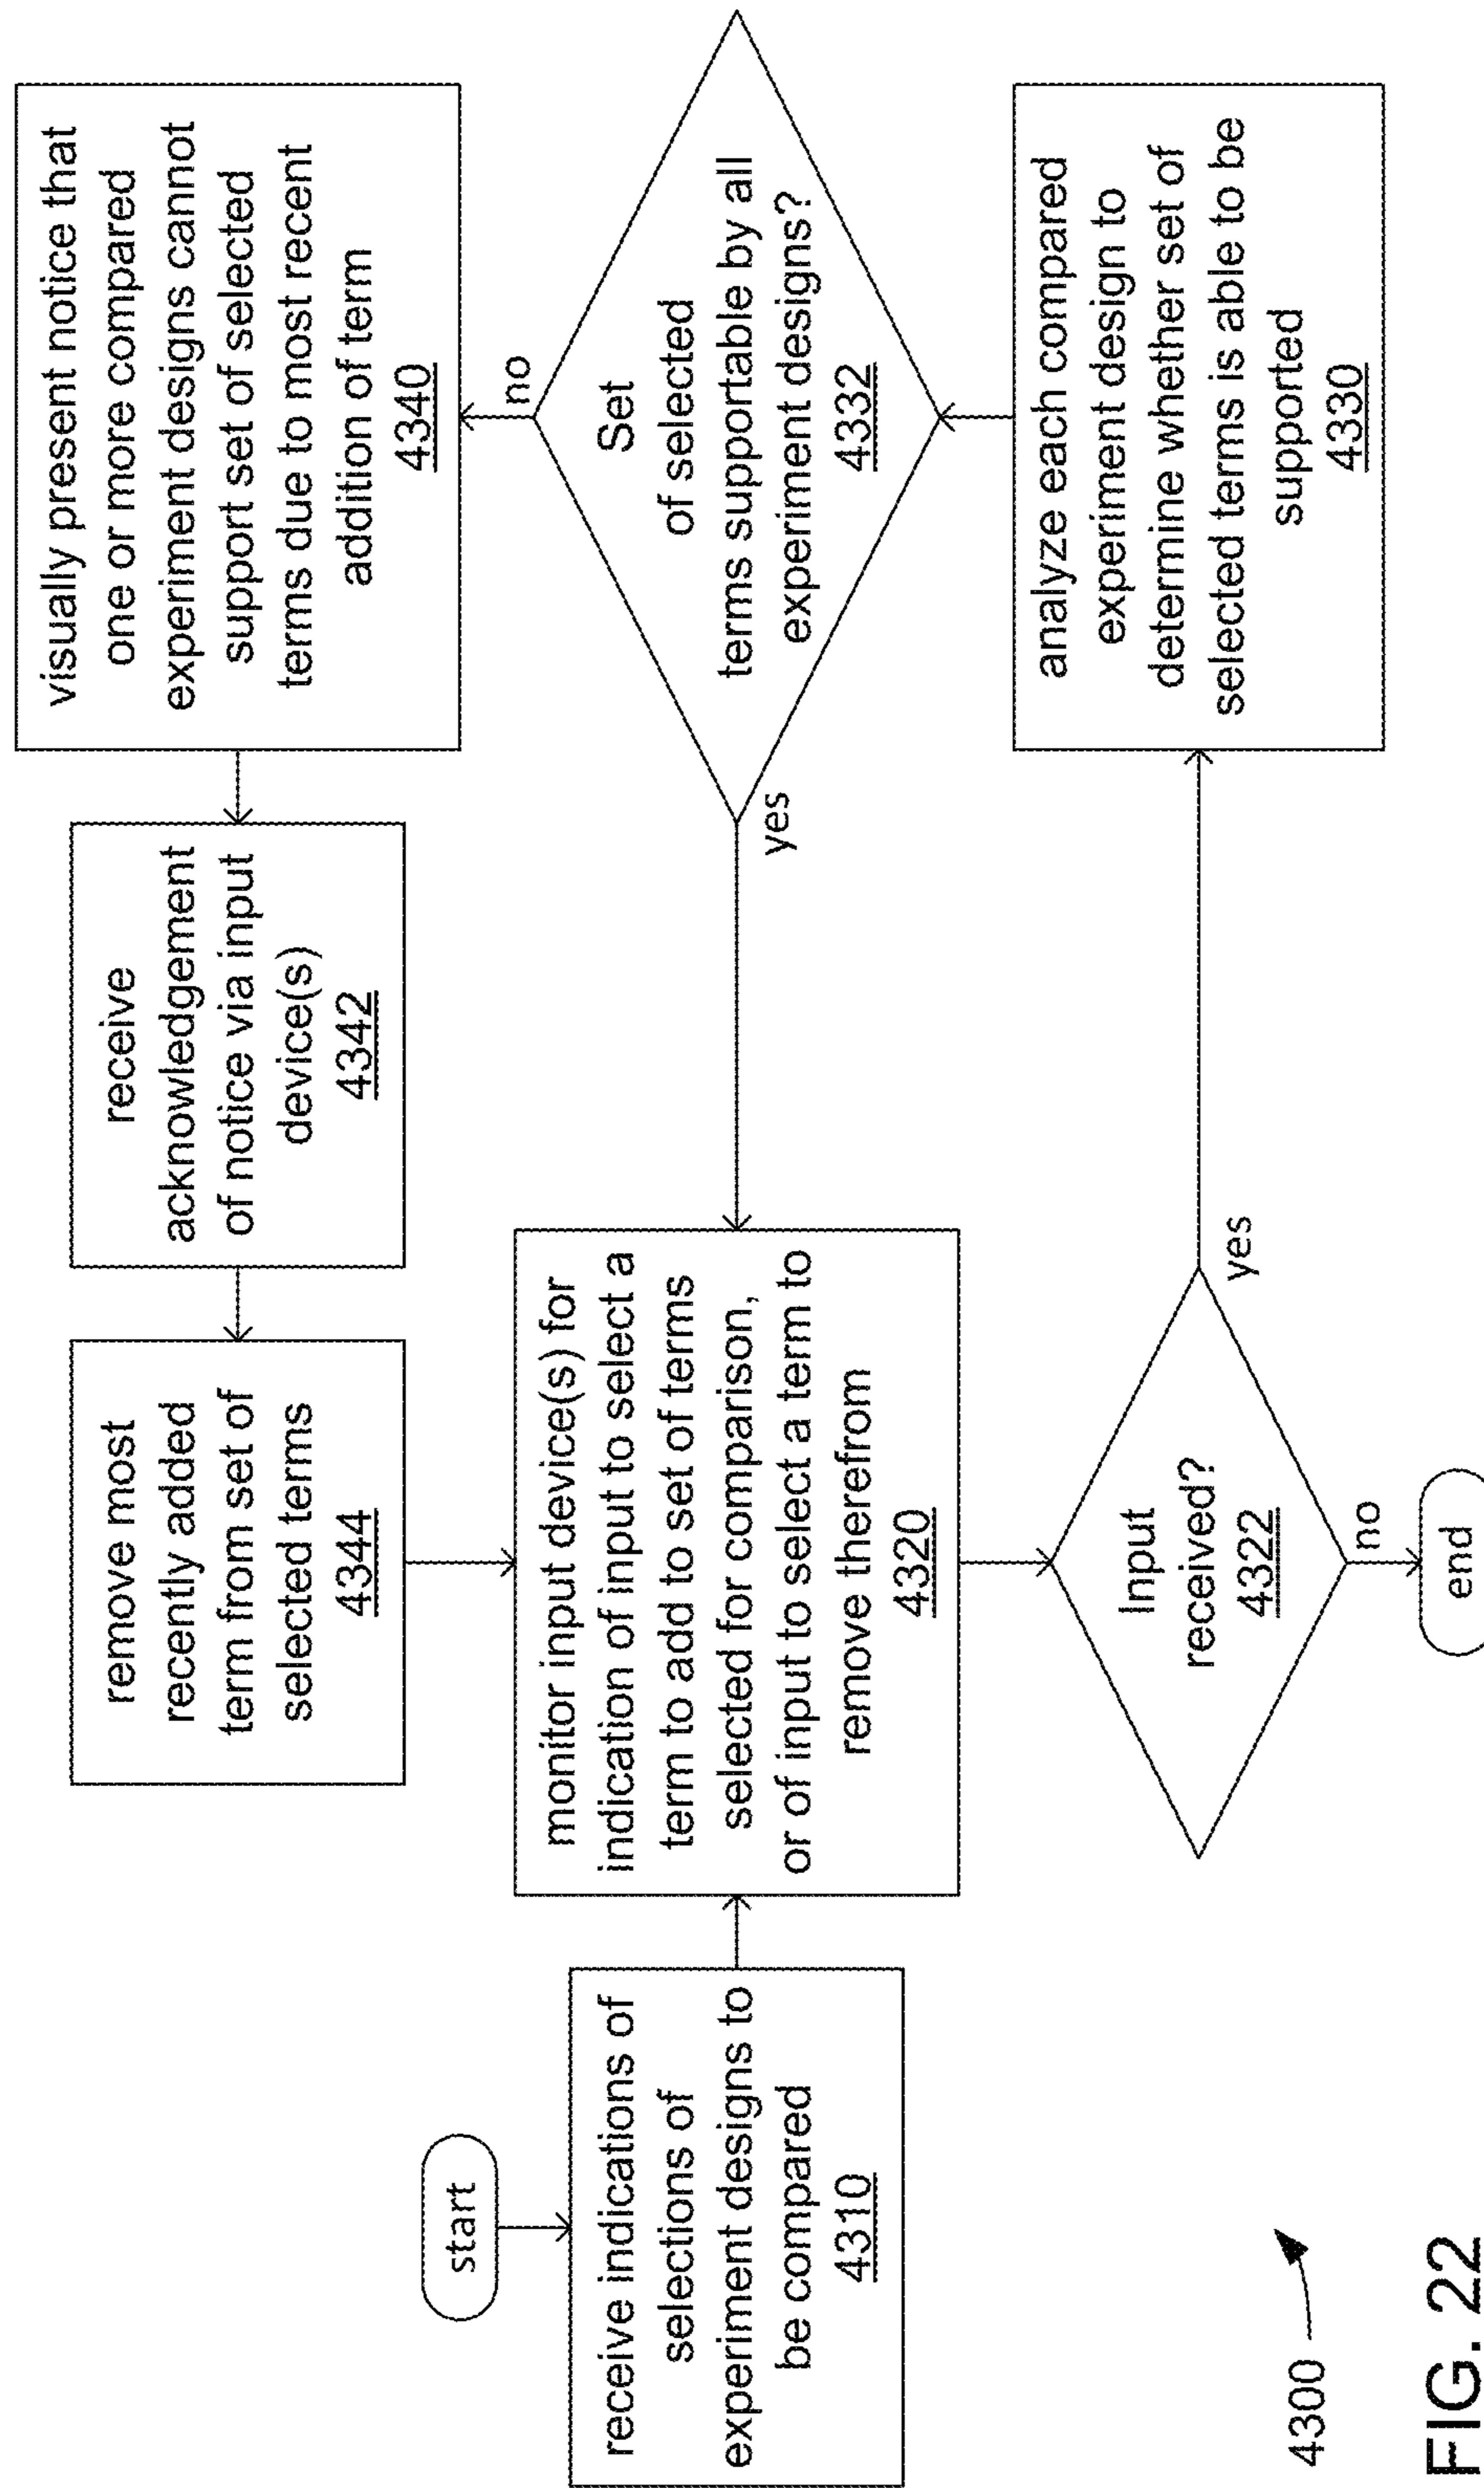 start
receive indications of
selections of
experiment designs to
be compared
4310
monitor input device(s) for
indication of input to select a
term to add to set of terms
selected for comparison,
or of input to select a term to
remove therefrom
4320
Input
received?
4322
no
end
yes
analyze each compared
experiment design to
determine whether set of
selected terms is able to be
supported
4330
Set
of selected
terms supportable by all
experiment designs?
4332
yes
no
visually present notice that
one or more compared
experiment designs cannot
support set of selected
terms due to most recent
addition of term
4340
receive
acknowledgement
of notice via input
device(s)
4342
remove most
recently added
term from set of
selected terms
4344
4300
FIG. 22